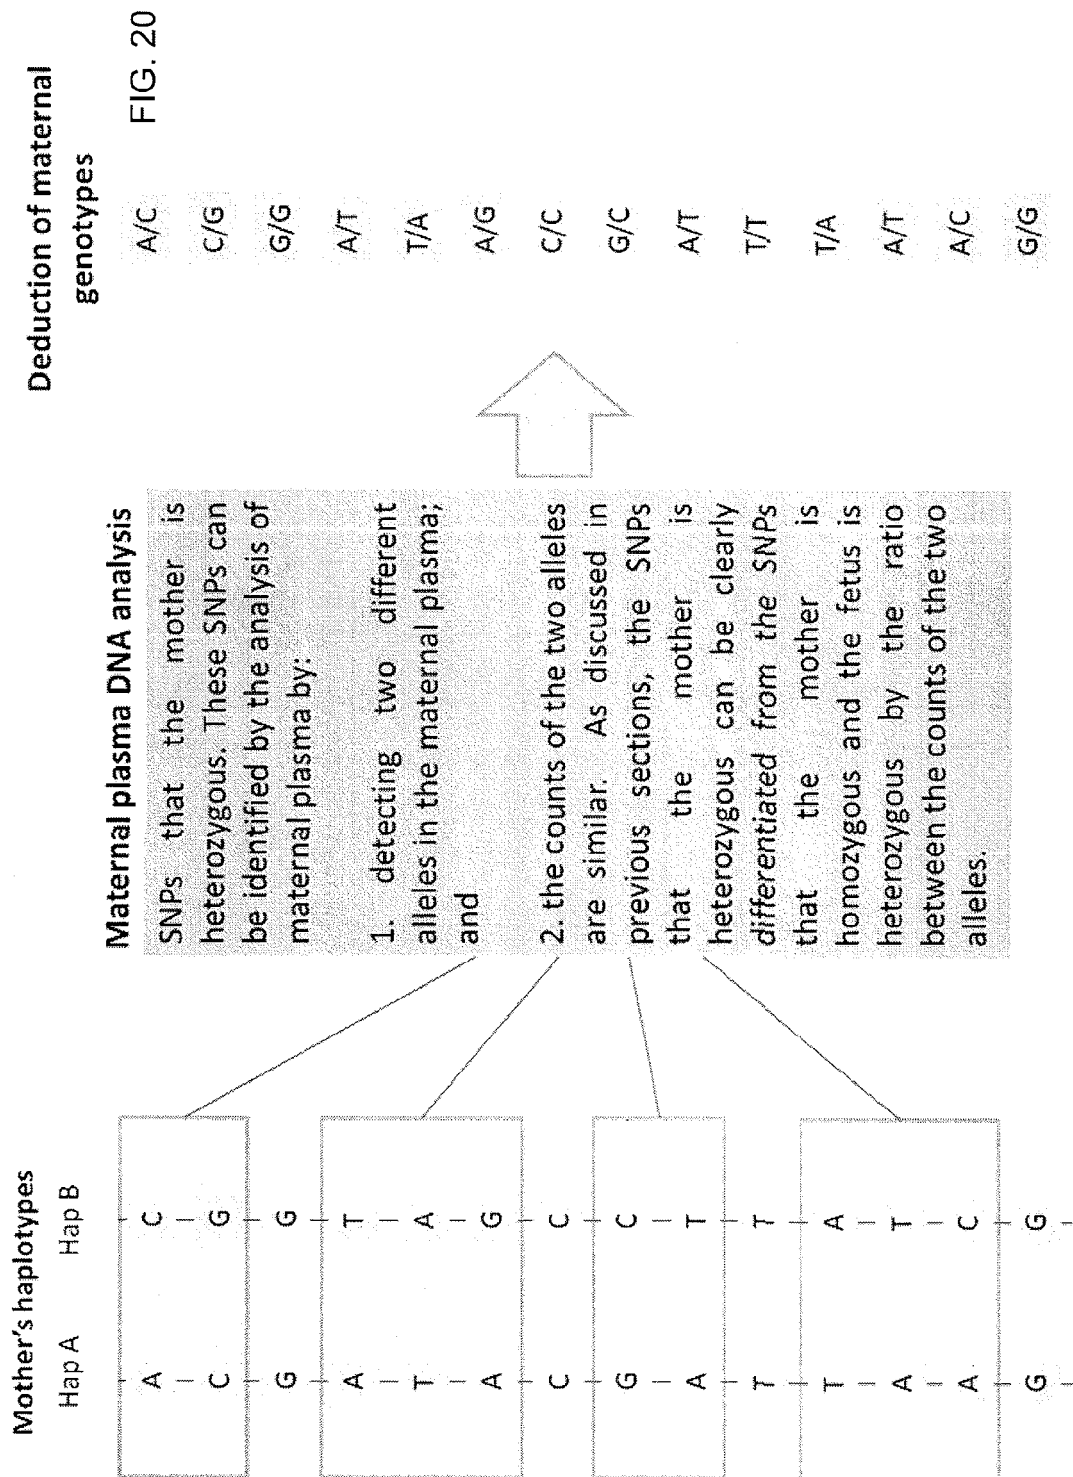 FIG. 20
Mother's haplotypes
Hap A Hap B
A C
C G
G G
A T
T A
A G
C C
G C
A T
T T
T A
A T
A C
G G
Maternal plasma DNA analysis
SNPs that the mother is
heterozygous. These SNPs can
be identified by the analysis of
maternal plasma by:
1. detecting two different
alleles in the maternal plasma;
and
2. the counts of the two alleles
are similar. As discussed in
previous sections, the SNPs
that the mother is
heterozygous can be clearly
differentiated from the SNPs
that the mother is
homozygous and the fetus is
heterozygous by the ratio
between the counts of the two
alleles.
Deduction of maternal
genotypes
A/C
C/G
G/G
A/T
T/A
A/G
C/C
G/C
A/T
T/T
T/A
A/T
A/C
G/G